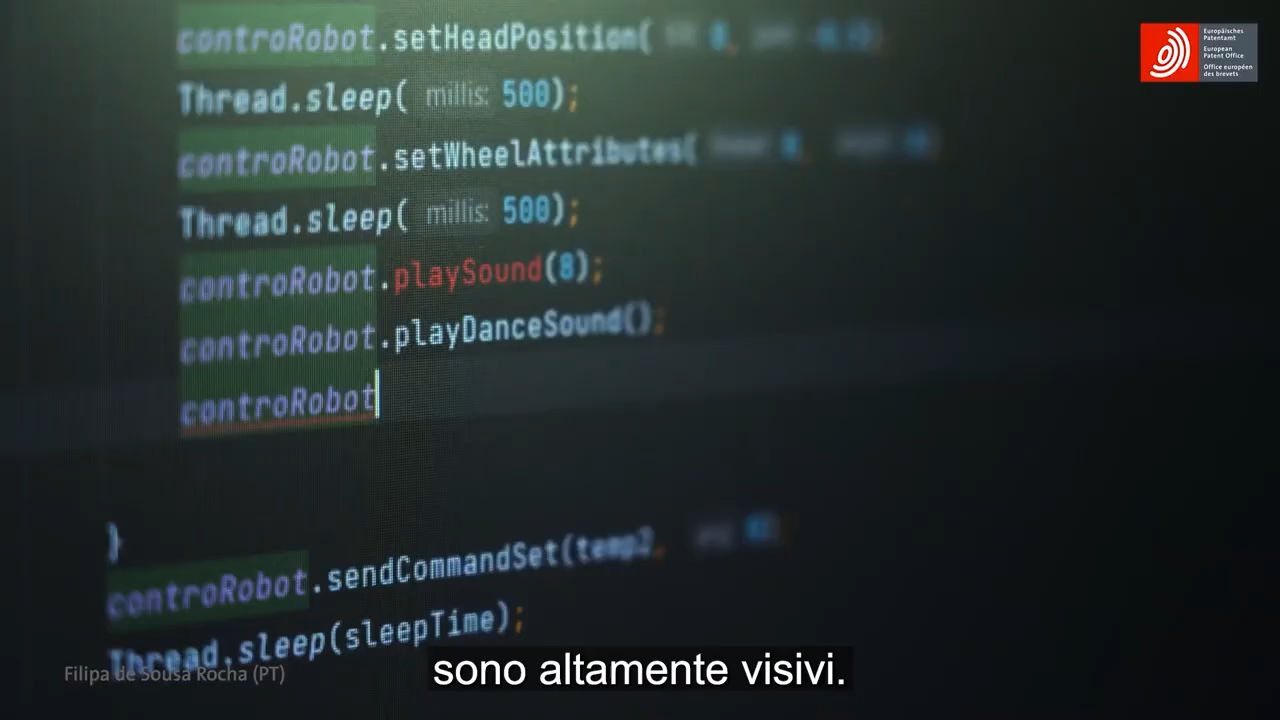 controRobot.setHeadPosition(
Europäisches
Patentamt
European
Patent Office
Office européen
des brevets
Thread.sleep( millis: 500);
controRobot.setWheelAttributes(
Thread.sleep( millis: 500);
controRobot.playSound(8);
controRobot.playDanceSound();
controRobot
}
controRobot.sendCommandSet(temp2,
Thread.sleep(sleepTime);
Filipa de Sousa Rocha (PT)
sono altamente visivi.